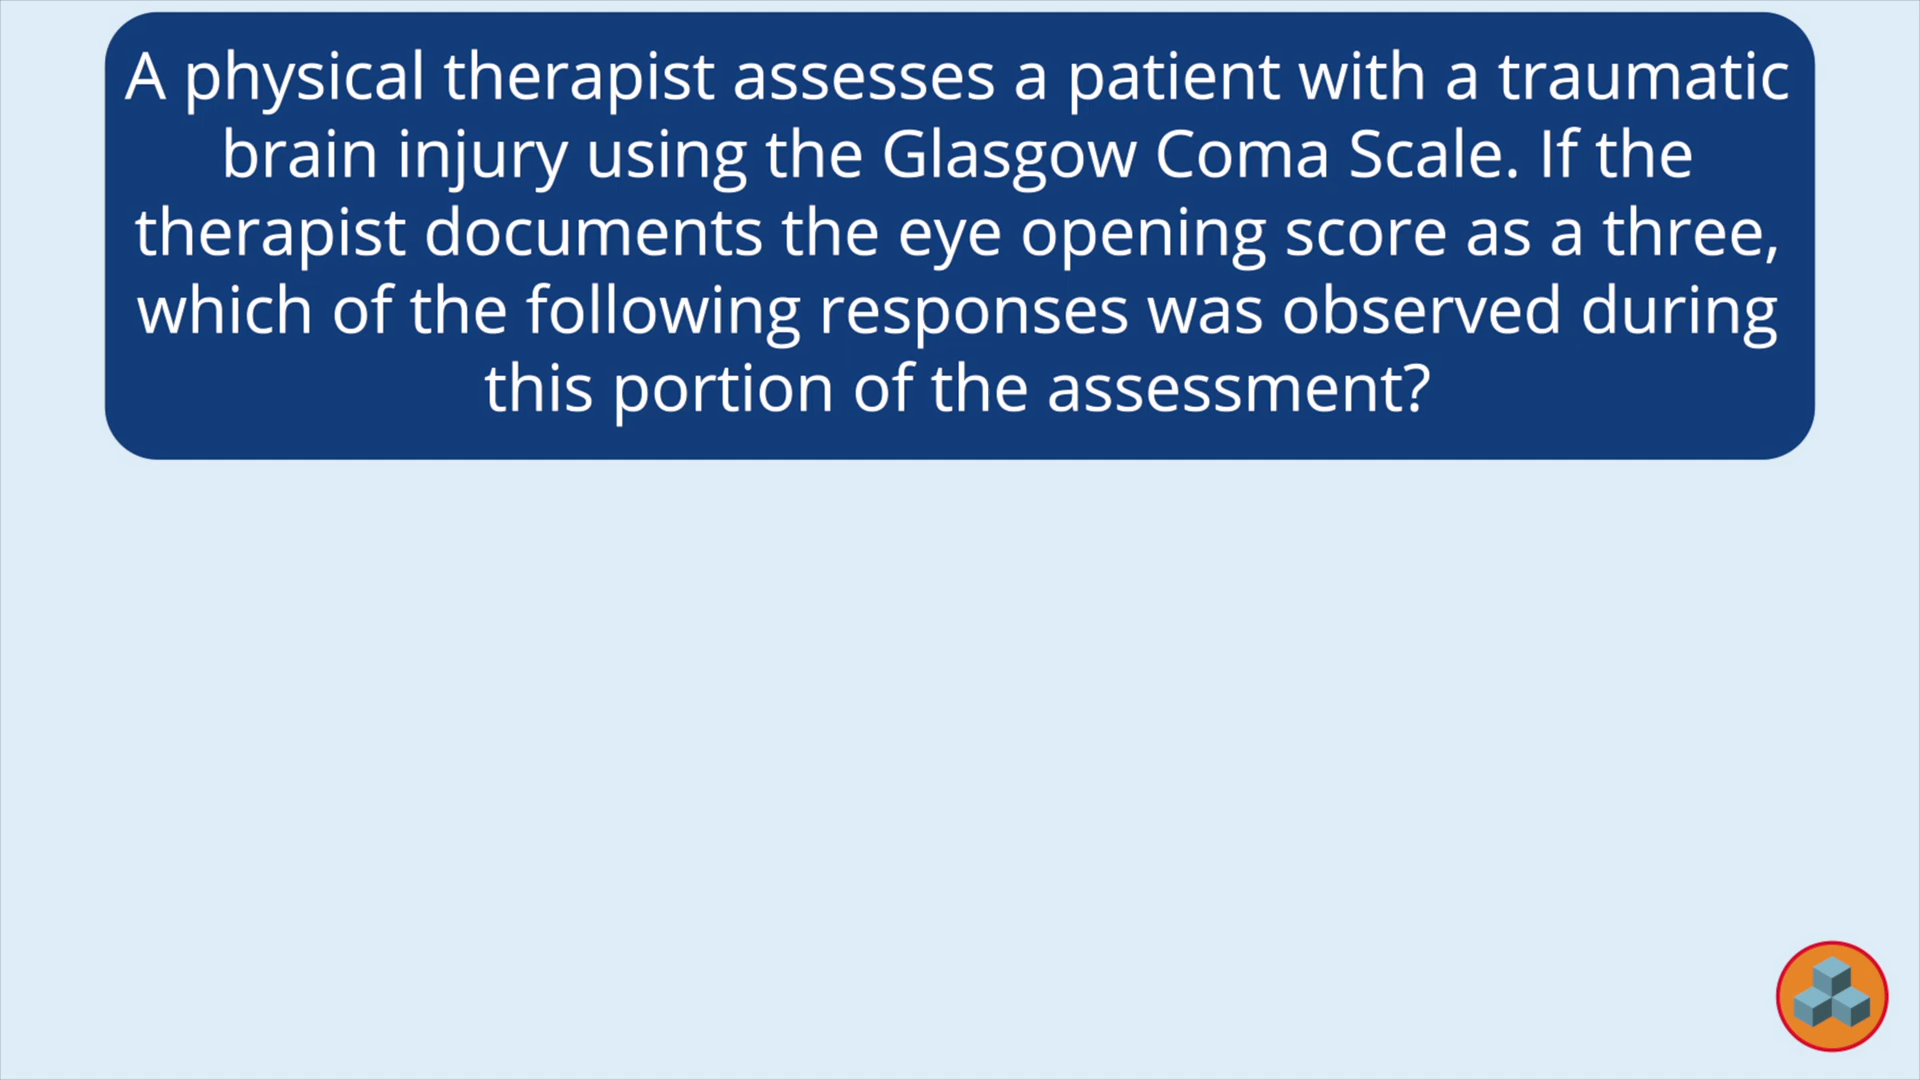 A physical therapist assesses a patient with a traumatic
brain injury using the Glasgow Coma Scale. If the
therapist documents the eye opening score as a three,
which of the following responses was observed during
this portion of the assessment?